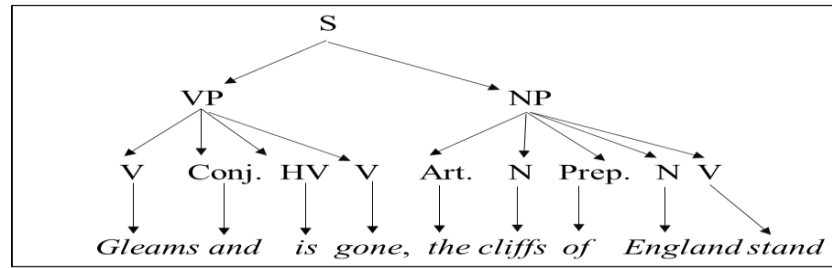 S
VP NP
V Conj. HV V Art. N Prep. N V
Gleams and is gone, the cliffs of England stand